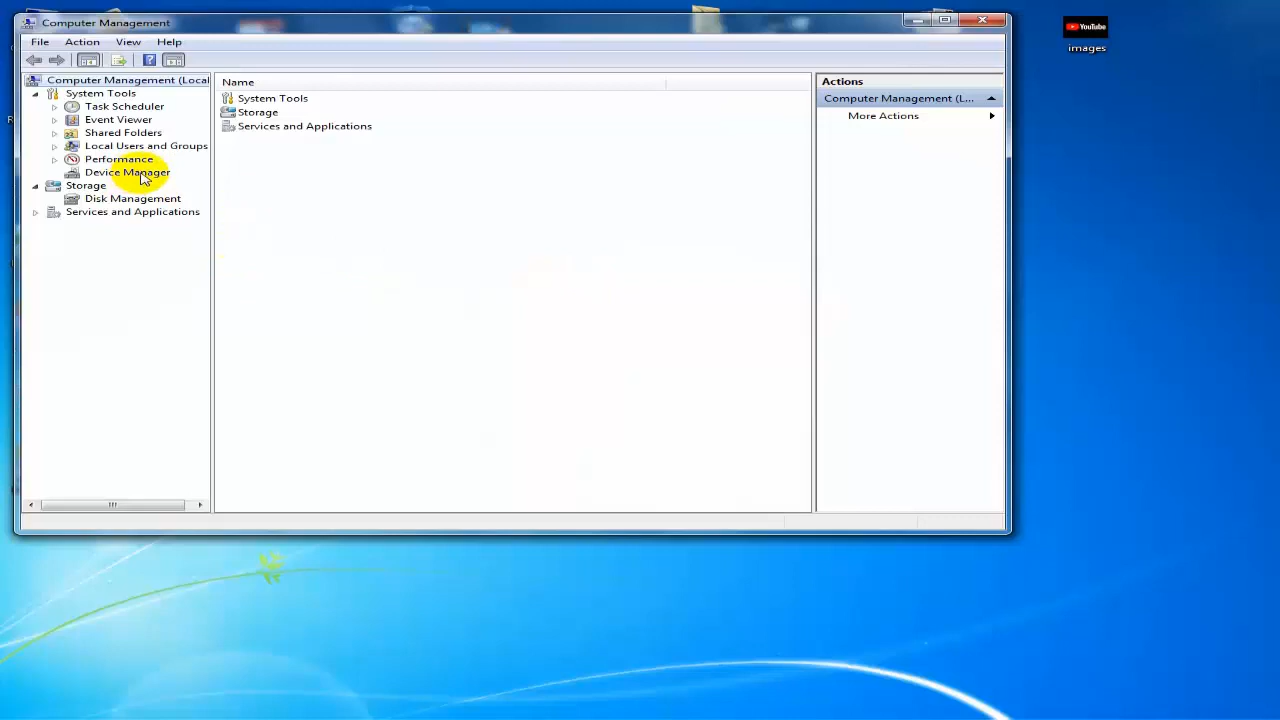 Computer Management
File Action View Help
Computer Management (Local
System Tools
Task Scheduler
Event Viewer
Shared Folders
Local Users and Groups
Performance
Device Manager
Storage
Disk Management
Services and Applications
Name
System Tools
Storage
Services and Applications
Actions
Computer Management (L...
More Actions
YouTube
images